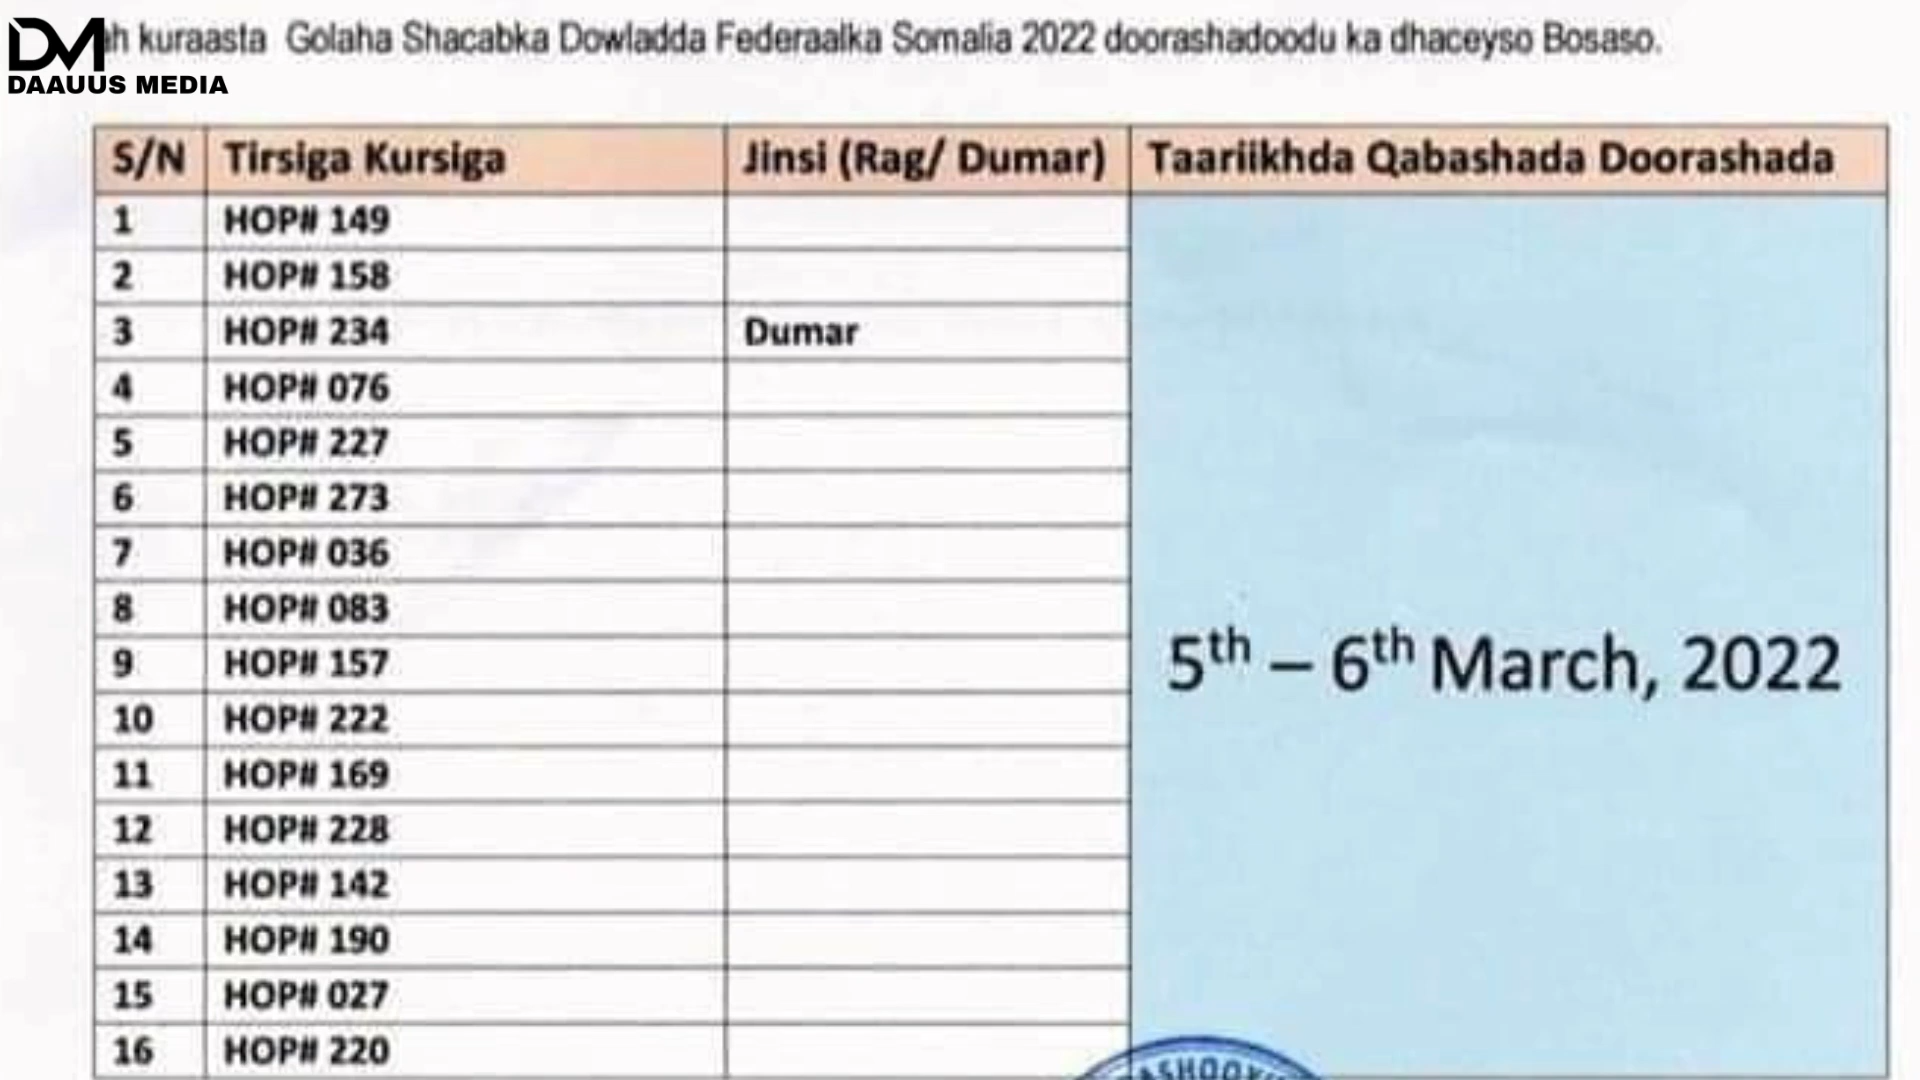 DM
DAAUUS MEDIA
ah kuraasta Golaha Shacabka Dowladda Federaalka Somalia 2022 doorashadoodu ka dhaceyso Bosaso.
S/N Tirsiga Kursiga Jinsi (Rag/ Dumar) Taariikhda Qabashada Doorashada
1 HOP# 149
2 HOP# 158
3 HOP# 234 Dumar
4 HOP# 076
5 HOP# 227
6 HOP# 273
7 HOP# 036
8 HOP# 083
9 HOP# 157
5th – 6th March, 2022
10 HOP# 222
11 HOP# 169
12 HOP# 228
13 HOP# 142
14 HOP# 190
15 HOP# 027
16 HOP# 220